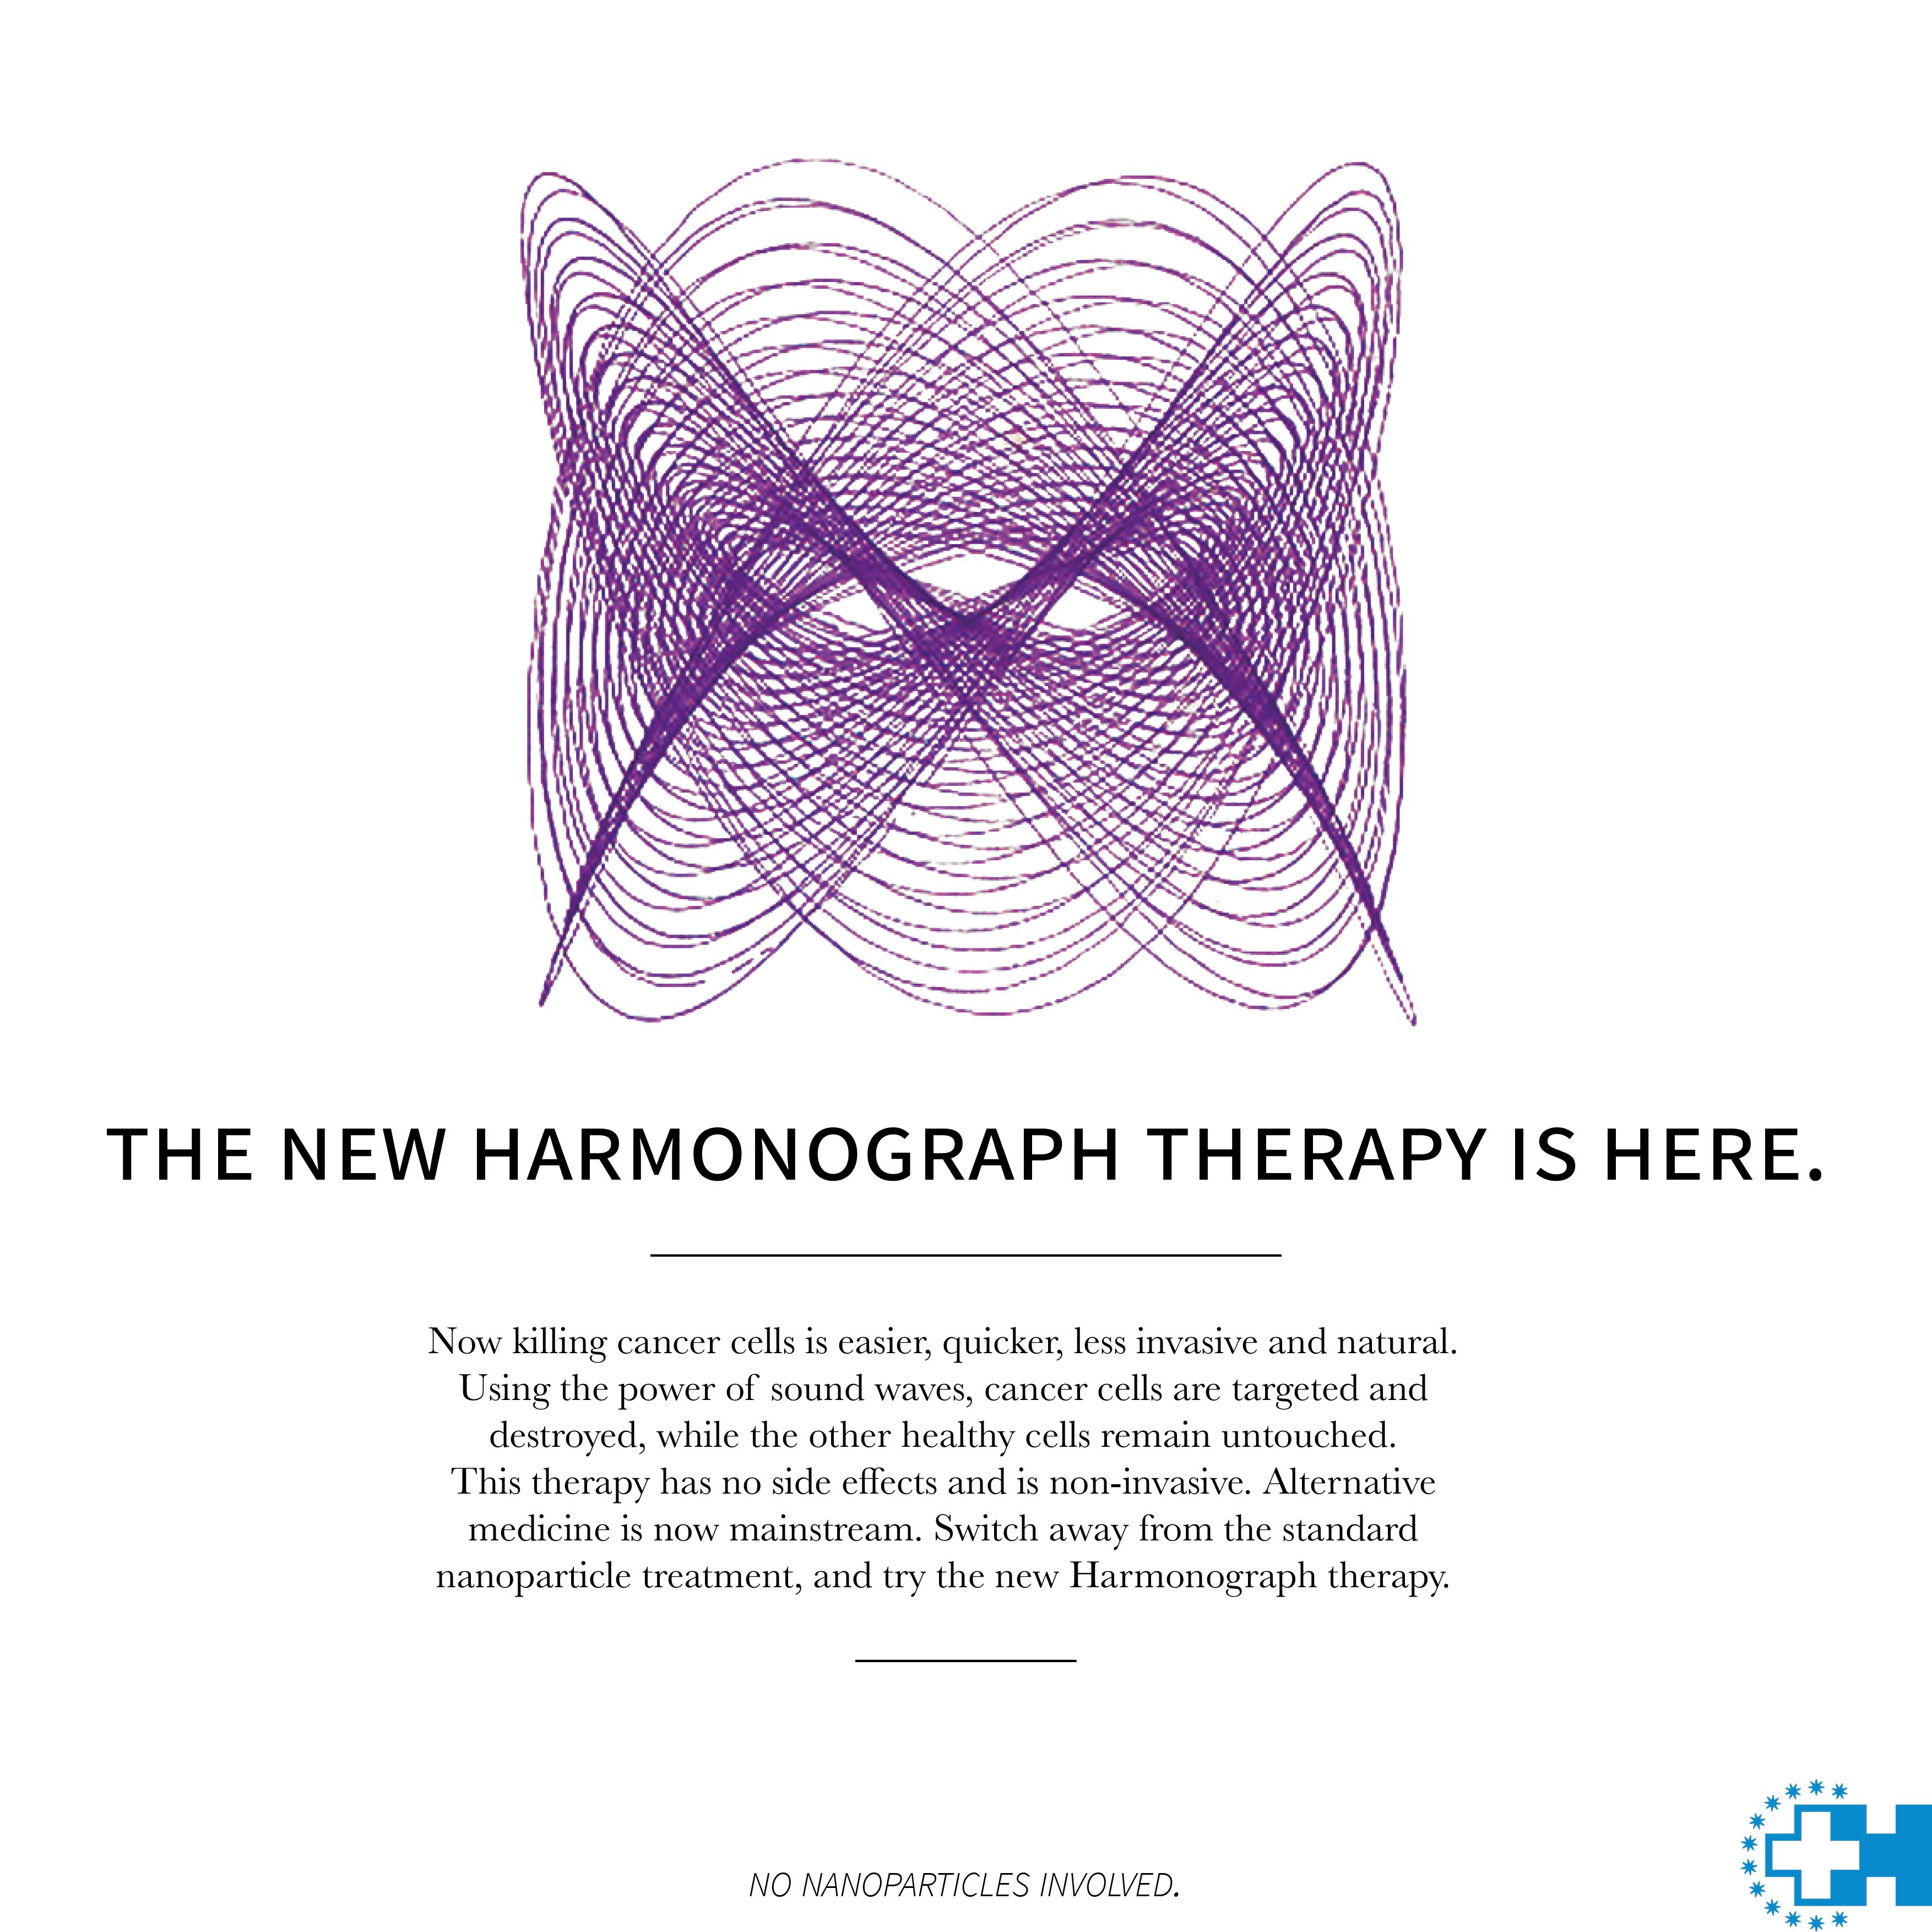 THE NEW HARMONOGRAPH THERAPY IS HERE.
Now killing cancer cells is easier, quicker, less invasive and natural.
Using the power of sound waves, cancer cells are targeted and
destroyed, while the other healthy cells remain untouched.
This therapy has no side effects and is non-invasive. Alternative
medicine is now mainstream. Switch away from the standard
nanoparticle treatment, and try the new Harmonograph therapy.
NO NANOPARTICLES INVOLVED.
H